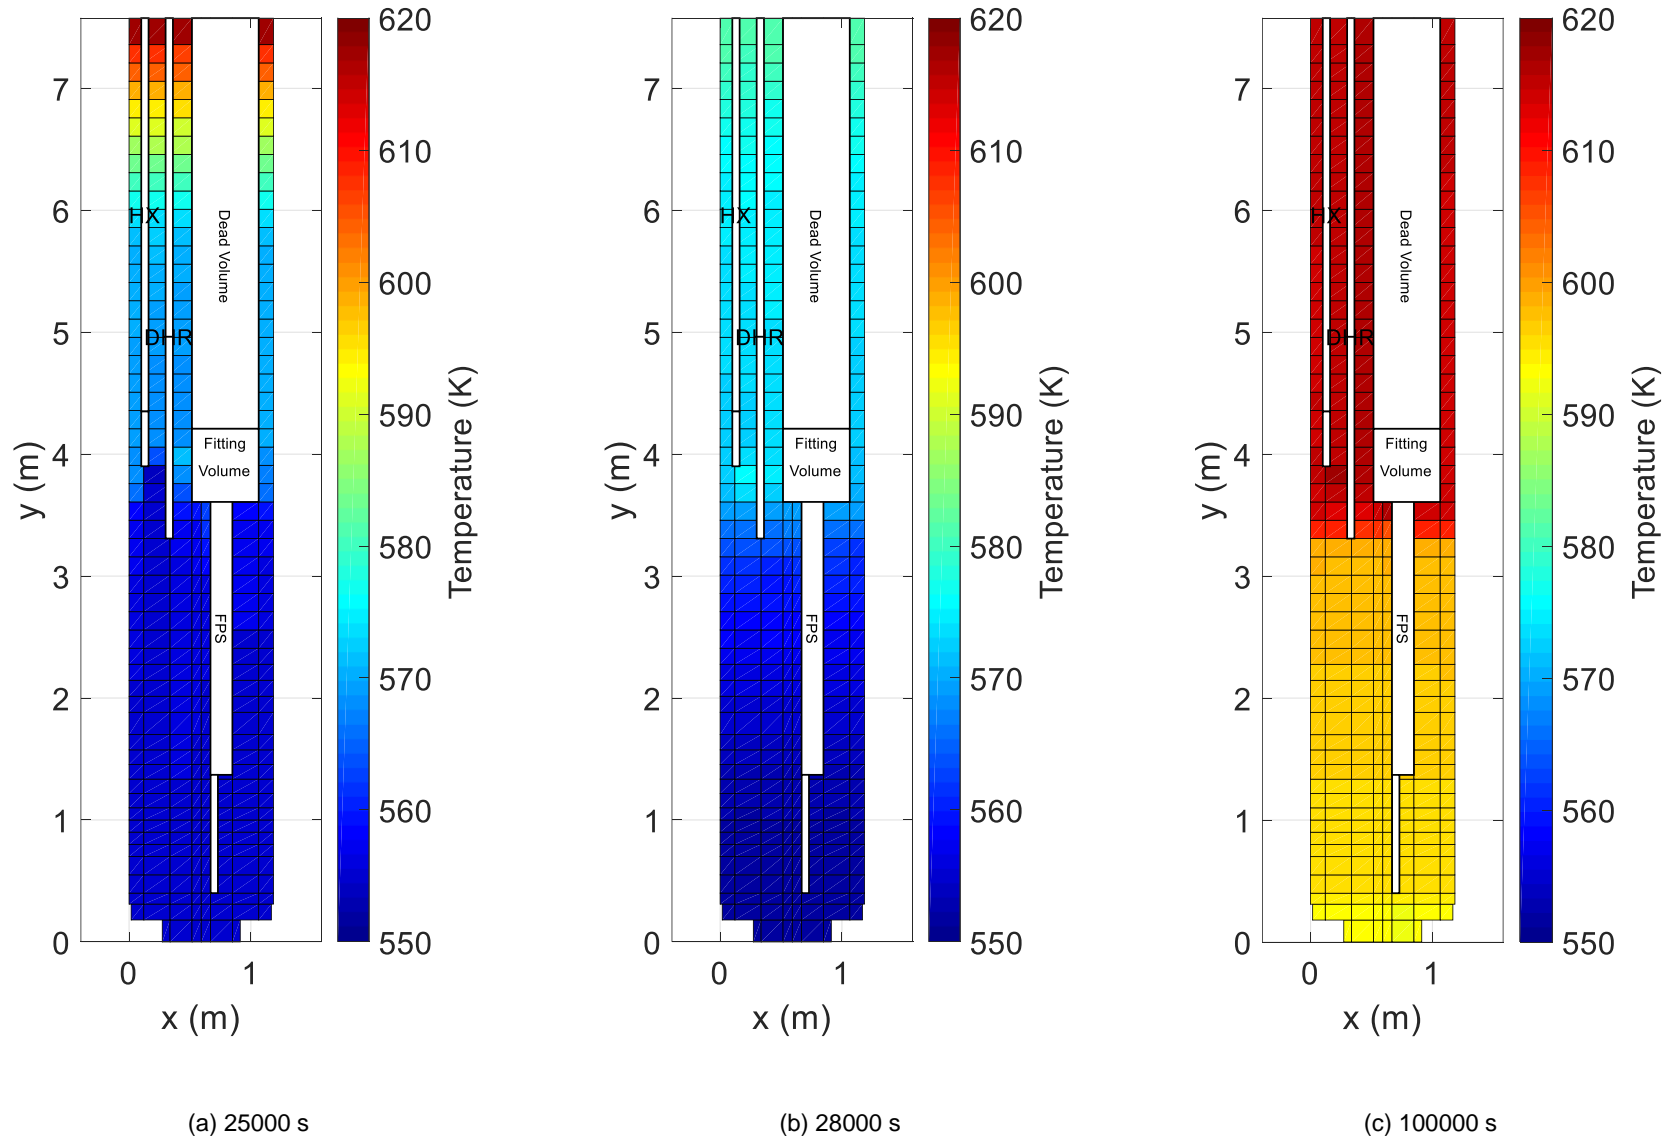 620
7
610
6
HX
Dead Volume
600
5
DHR
590
4
Fitting
Volume
y (m)
580
3
FPS
570
2
560
1
0
550
Temperature (K)
0
1
x (m)
(a) 25000 s
620
7
610
6
HX
Dead Volume
600
5
DHR
590
4
Fitting
Volume
y (m)
580
3
FPS
570
2
560
1
0
550
Temperature (K)
0
1
x (m)
(b) 28000 s
620
7
610
6
HX
Dead Volume
600
5
DHR
590
4
Fitting
Volume
y (m)
580
3
FPS
570
2
560
1
0
550
Temperature (K)
0
1
x (m)
(c) 100000 s